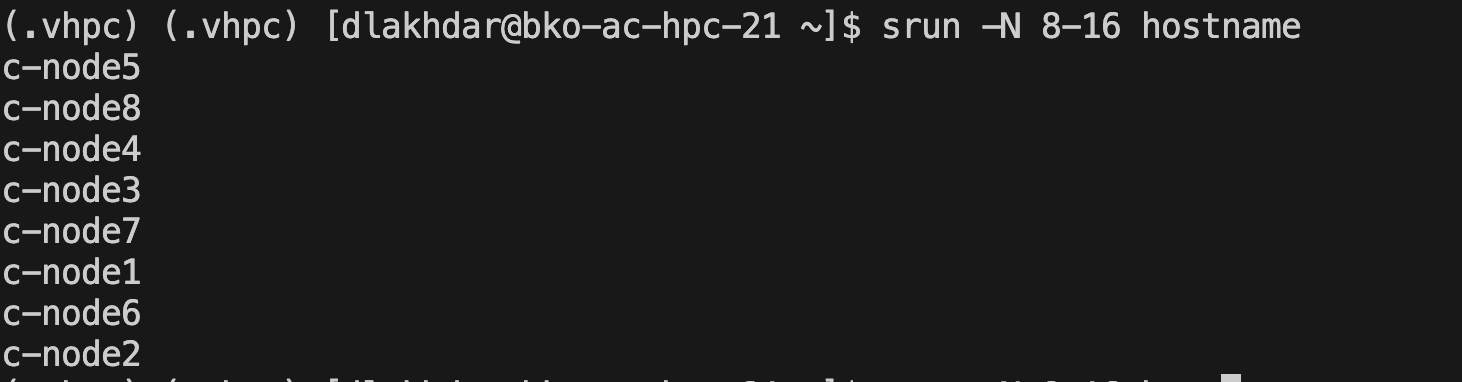 (.vhpc) (.vhpc) [dlakhdar@bko-ac-hpc-21 ~]$ srun -N 8-16 hostname
c-node5
c-node8
c-node4
c-node3
c-node7
c-node1
c-node6
c-node2